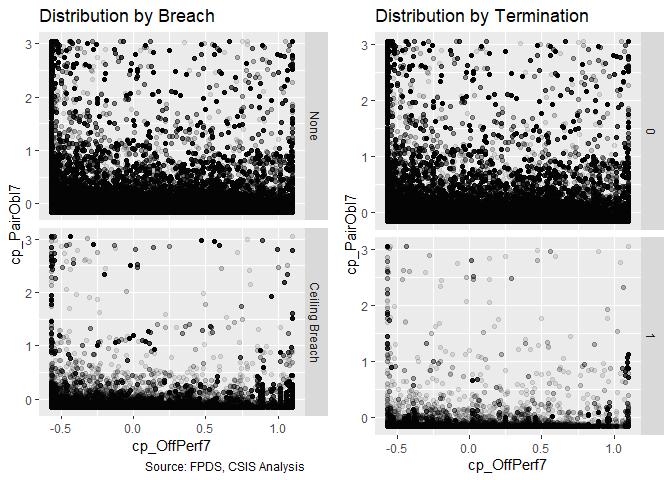 Distribution by Breach
3
2
1
0
None
3
2
1
0
Ceiling Breach
cp_PairObl7
-0.5
0.0
0.5
1.0
cp_OffPerf7
Source: FPDS, CSIS Analysis
Distribution by Termination
3
2
1
0
0
3
2
1
0
1
cp_PairObl7
-0.5
0.0
0.5
1.0
cp_OffPerf7